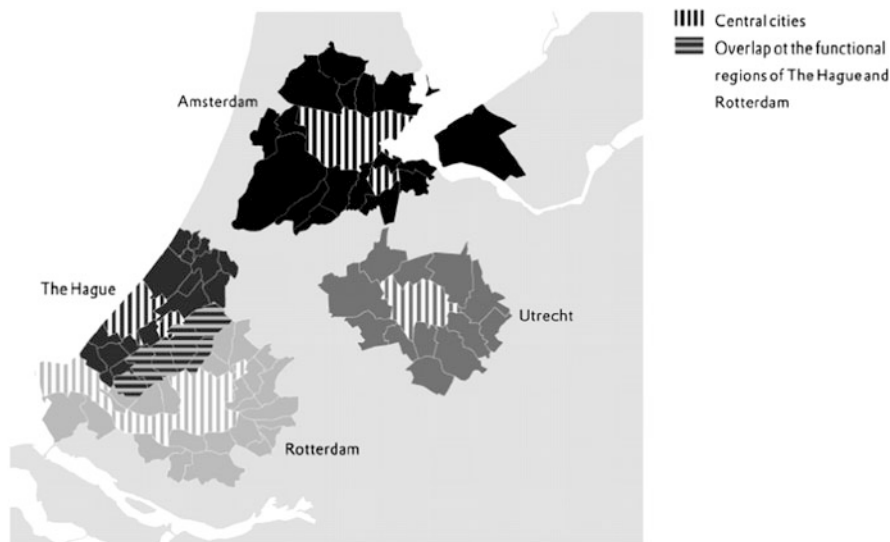 Central cities
Overlap ot the functional
regions of The Hague and
Rotterdam
Amsterdam
The Hague
Utrecht
Rotterdam